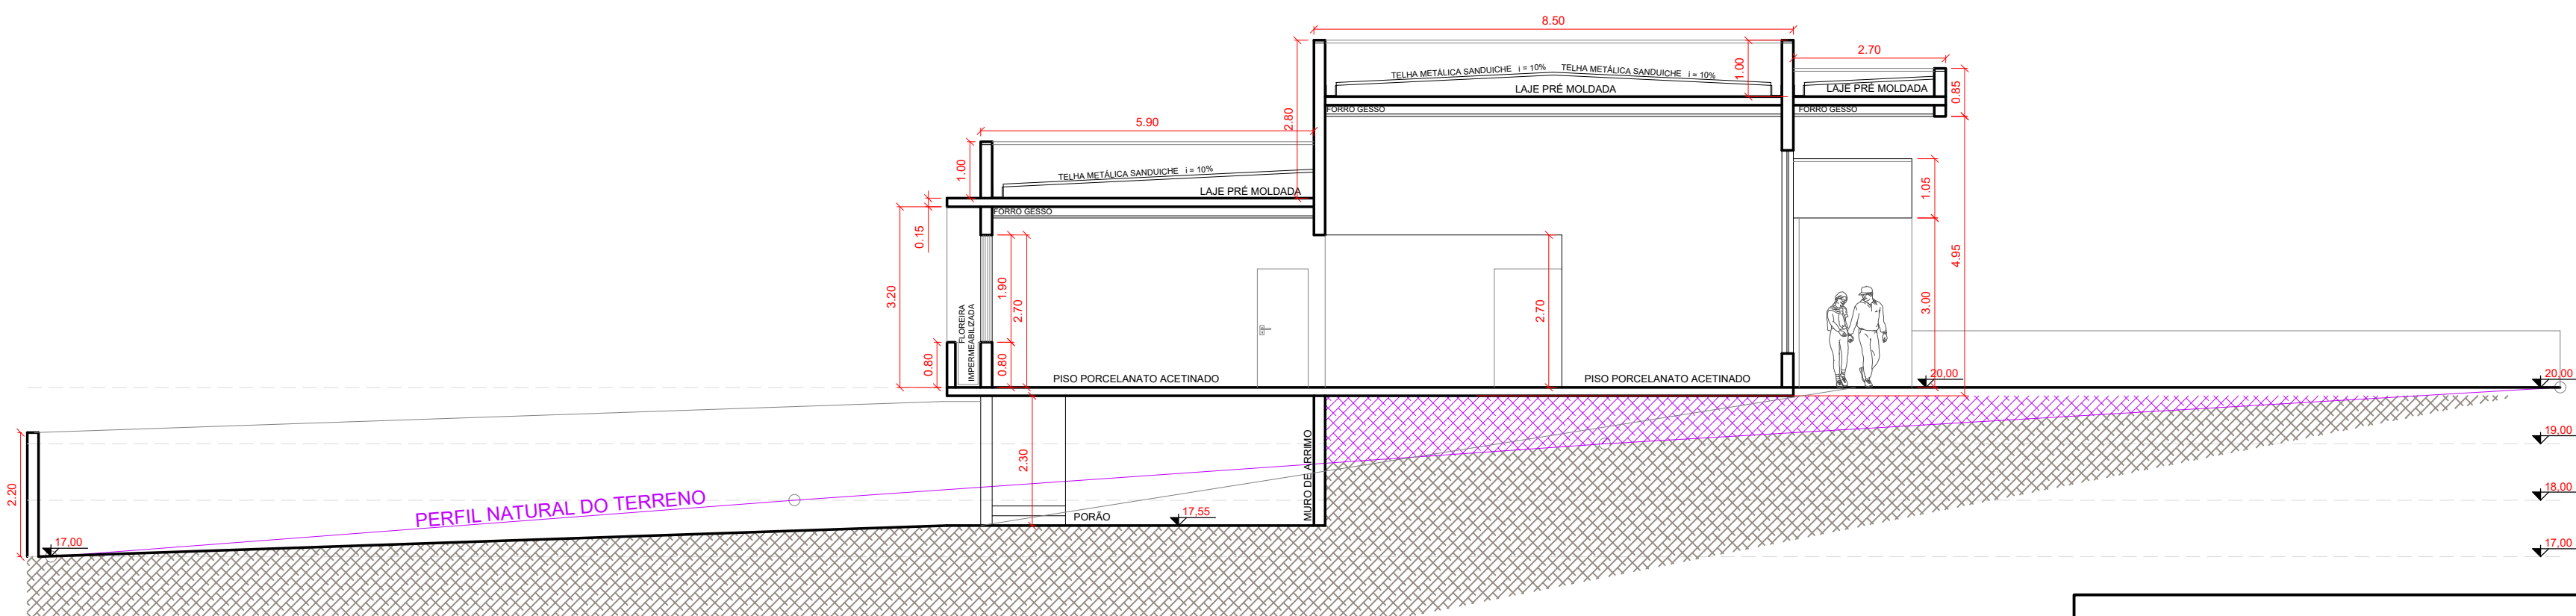 8.50
2.70
TELHA METÁLICA SANDUICHE   i = 10%
TELHA METÁLICA SANDUICHE   i = 10%
1.00
LAJE PRÉ MOLDADA
LAJE PRÉ MOLDADA
0.85
FORRO GESSO
FORRO GESSO
2.80
5.90
1.00
TELHA METÁLICA SANDUICHE   i = 10%
LAJE PRÉ MOLDADA
FORRO GESSO
0.15
1.05
4.95
3.20
1.90
2.70
2.70
3.00
FLOREIRA
IMPERMEABILIZADA
0.80
0.80
PISO PORCELANATO ACETINADO
PISO PORCELANATO ACETINADO
20,00
20,00
2.30
MURO DE ARRIMO
19,00
2.20
PERFIL NATURAL DO TERRENO
18,00
PORÃO
17,55
17,00
17,00